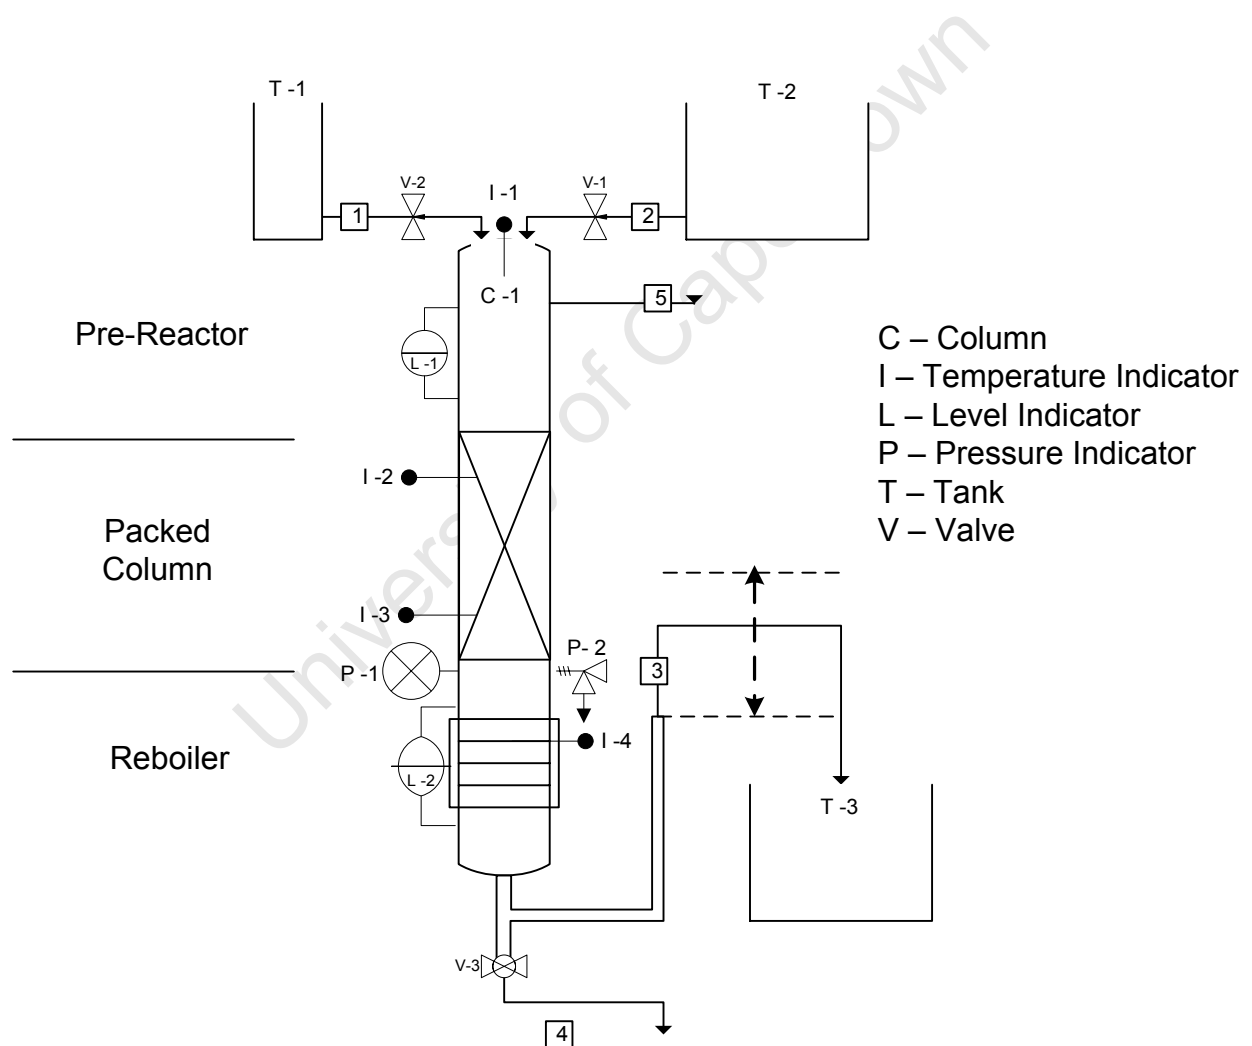 T -1
T -2
V-2
I -1
V-1
1
2
C -1
5
Pre-Reactor
L -1
C – Column
I – Temperature Indicator
L – Level Indicator
P – Pressure Indicator
T – Tank
V – Valve
I -2
Packed
Column
I -3
P -1
P- 2
3
Reboiler
I -4
L -2
T -3
V-3
4
University of Cape Town